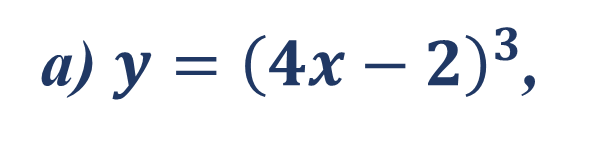 a) y = (4x − 2)³,